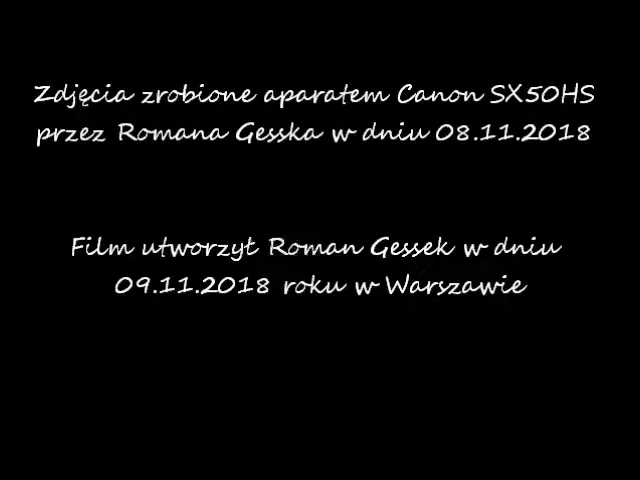 Zdjęcia zrobione aparatem Canon SX50HS
przez Romana Gesska w dniu 08.11.2018
Film utworzył Roman Gessek w dniu
09.11.2018 roku w Warszawie